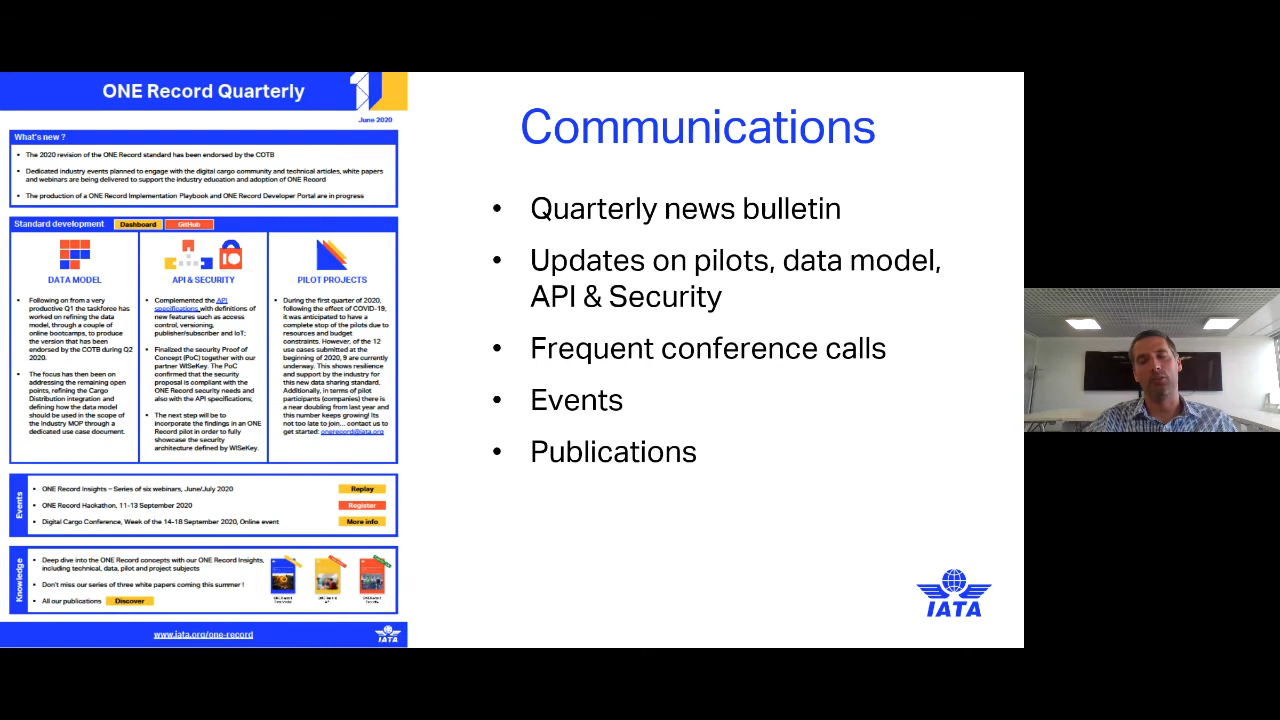 ONE Record Quarterly
June 2020
What's new ?
• The 2020 revision of the ONE Record standard has been endorsed by the COTB
• Dedicated industry events planned to engage with the digital cargo community and technical articles, white papers
and webinars are being delivered to support the industry education and adoption of ONE Record
• The production of a ONE Record Implementation Playbook and ONE Record Developer Portal are in progress
Standard development Dashboard GitHub
DATA MODEL
• Following on from a very
productive Q1 the taskforce has
worked on refining the data
model, through a couple of
online bootcamps, to produce
the version that has been
endorsed by the COTB during Q2
2020.
• The focus has then been on
addressing the remaining open
points, refining the Cargo
Distribution integration and
defining how the data model
should be used in the scope of
the Industry MOP through a
dedicated use case document.
API & SECURITY
• Complemented the API
specifications with definitions of
new features such as access
control, versioning,
publisher/subscriber and IoT;
• Finalized the security Proof of
Concept (PoC) together with our
partner WISeKey. The PoC
confirmed that the security
proposal is compliant with the
ONE Record security needs and
also with the API specifications;
• The next step will be to
incorporate the findings in an ONE
Record pilot in order to fully
showcase the security
architecture defined by WISeKey.
PILOT PROJECTS
• During the first quarter of 2020,
following the effect of COVID-19,
it was anticipated to have a
complete stop of the pilots due to
resources and budget
constraints. However, of the 12
use cases submitted at the
beginning of 2020, 9 are currently
underway. This shows resilience
and support by the industry for
this new data sharing standard.
Additionally, in terms of pilot
participants (companies) there is
a near doubling from last year and
this number keeps growing! Its
not too late to join... contact us to
get started: onerecord@iata.org
Events
• ONE Record Insights – Series of six webinars, June/July 2020 Replay
• ONE Record Hackathon, 11-13 September 2020 Register
• Digital Cargo Conference, Week of the 14-18 September 2020, Online event More info
Knowledge
• Deep dive into the ONE Record concepts with our ONE Record Insights,
including technical, data, pilot and project subjects
• Don't miss our series of three white papers coming this summer !
• All our publications Discover
www.iata.org/one-record
IATA
Communications
• Quarterly news bulletin
• Updates on pilots, data model,
API & Security
• Frequent conference calls
• Events
• Publications
IATA